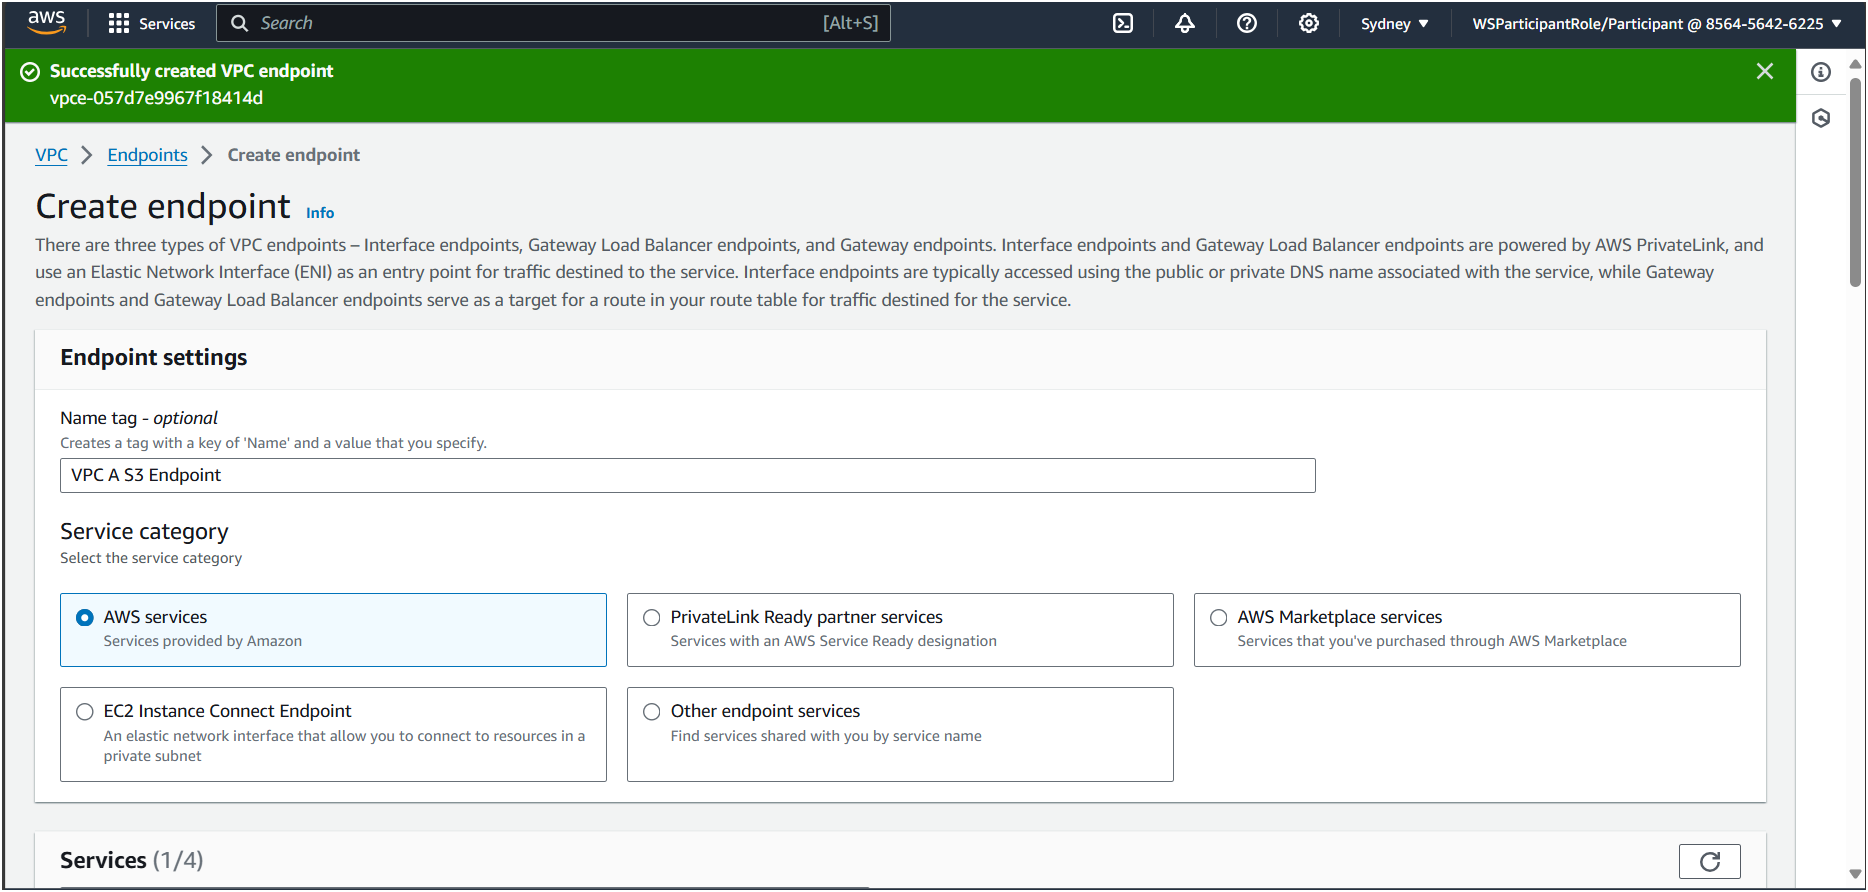 aws
Services
Search
[Alt+S]
Sydney
WSParticipantRole/Participant @ 8564-5642-6225
Successfully created VPC endpoint
vpce-057d7e9967f18414d
VPC
Endpoints
Create endpoint
Create endpoint Info
There are three types of VPC endpoints – Interface endpoints, Gateway Load Balancer endpoints, and Gateway endpoints. Interface endpoints and Gateway Load Balancer endpoints are powered by AWS PrivateLink, and
use an Elastic Network Interface (ENI) as an entry point for traffic destined to the service. Interface endpoints are typically accessed using the public or private DNS name associated with the service, while Gateway
endpoints and Gateway Load Balancer endpoints serve as a target for a route in your route table for traffic destined for the service.
Endpoint settings
Name tag - optional
Creates a tag with a key of 'Name' and a value that you specify.
VPC A S3 Endpoint
Service category
Select the service category
AWS services
Services provided by Amazon
PrivateLink Ready partner services
Services with an AWS Service Ready designation
AWS Marketplace services
Services that you've purchased through AWS Marketplace
EC2 Instance Connect Endpoint
An elastic network interface that allow you to connect to resources in a
private subnet
Other endpoint services
Find services shared with you by service name
Services (1/4)